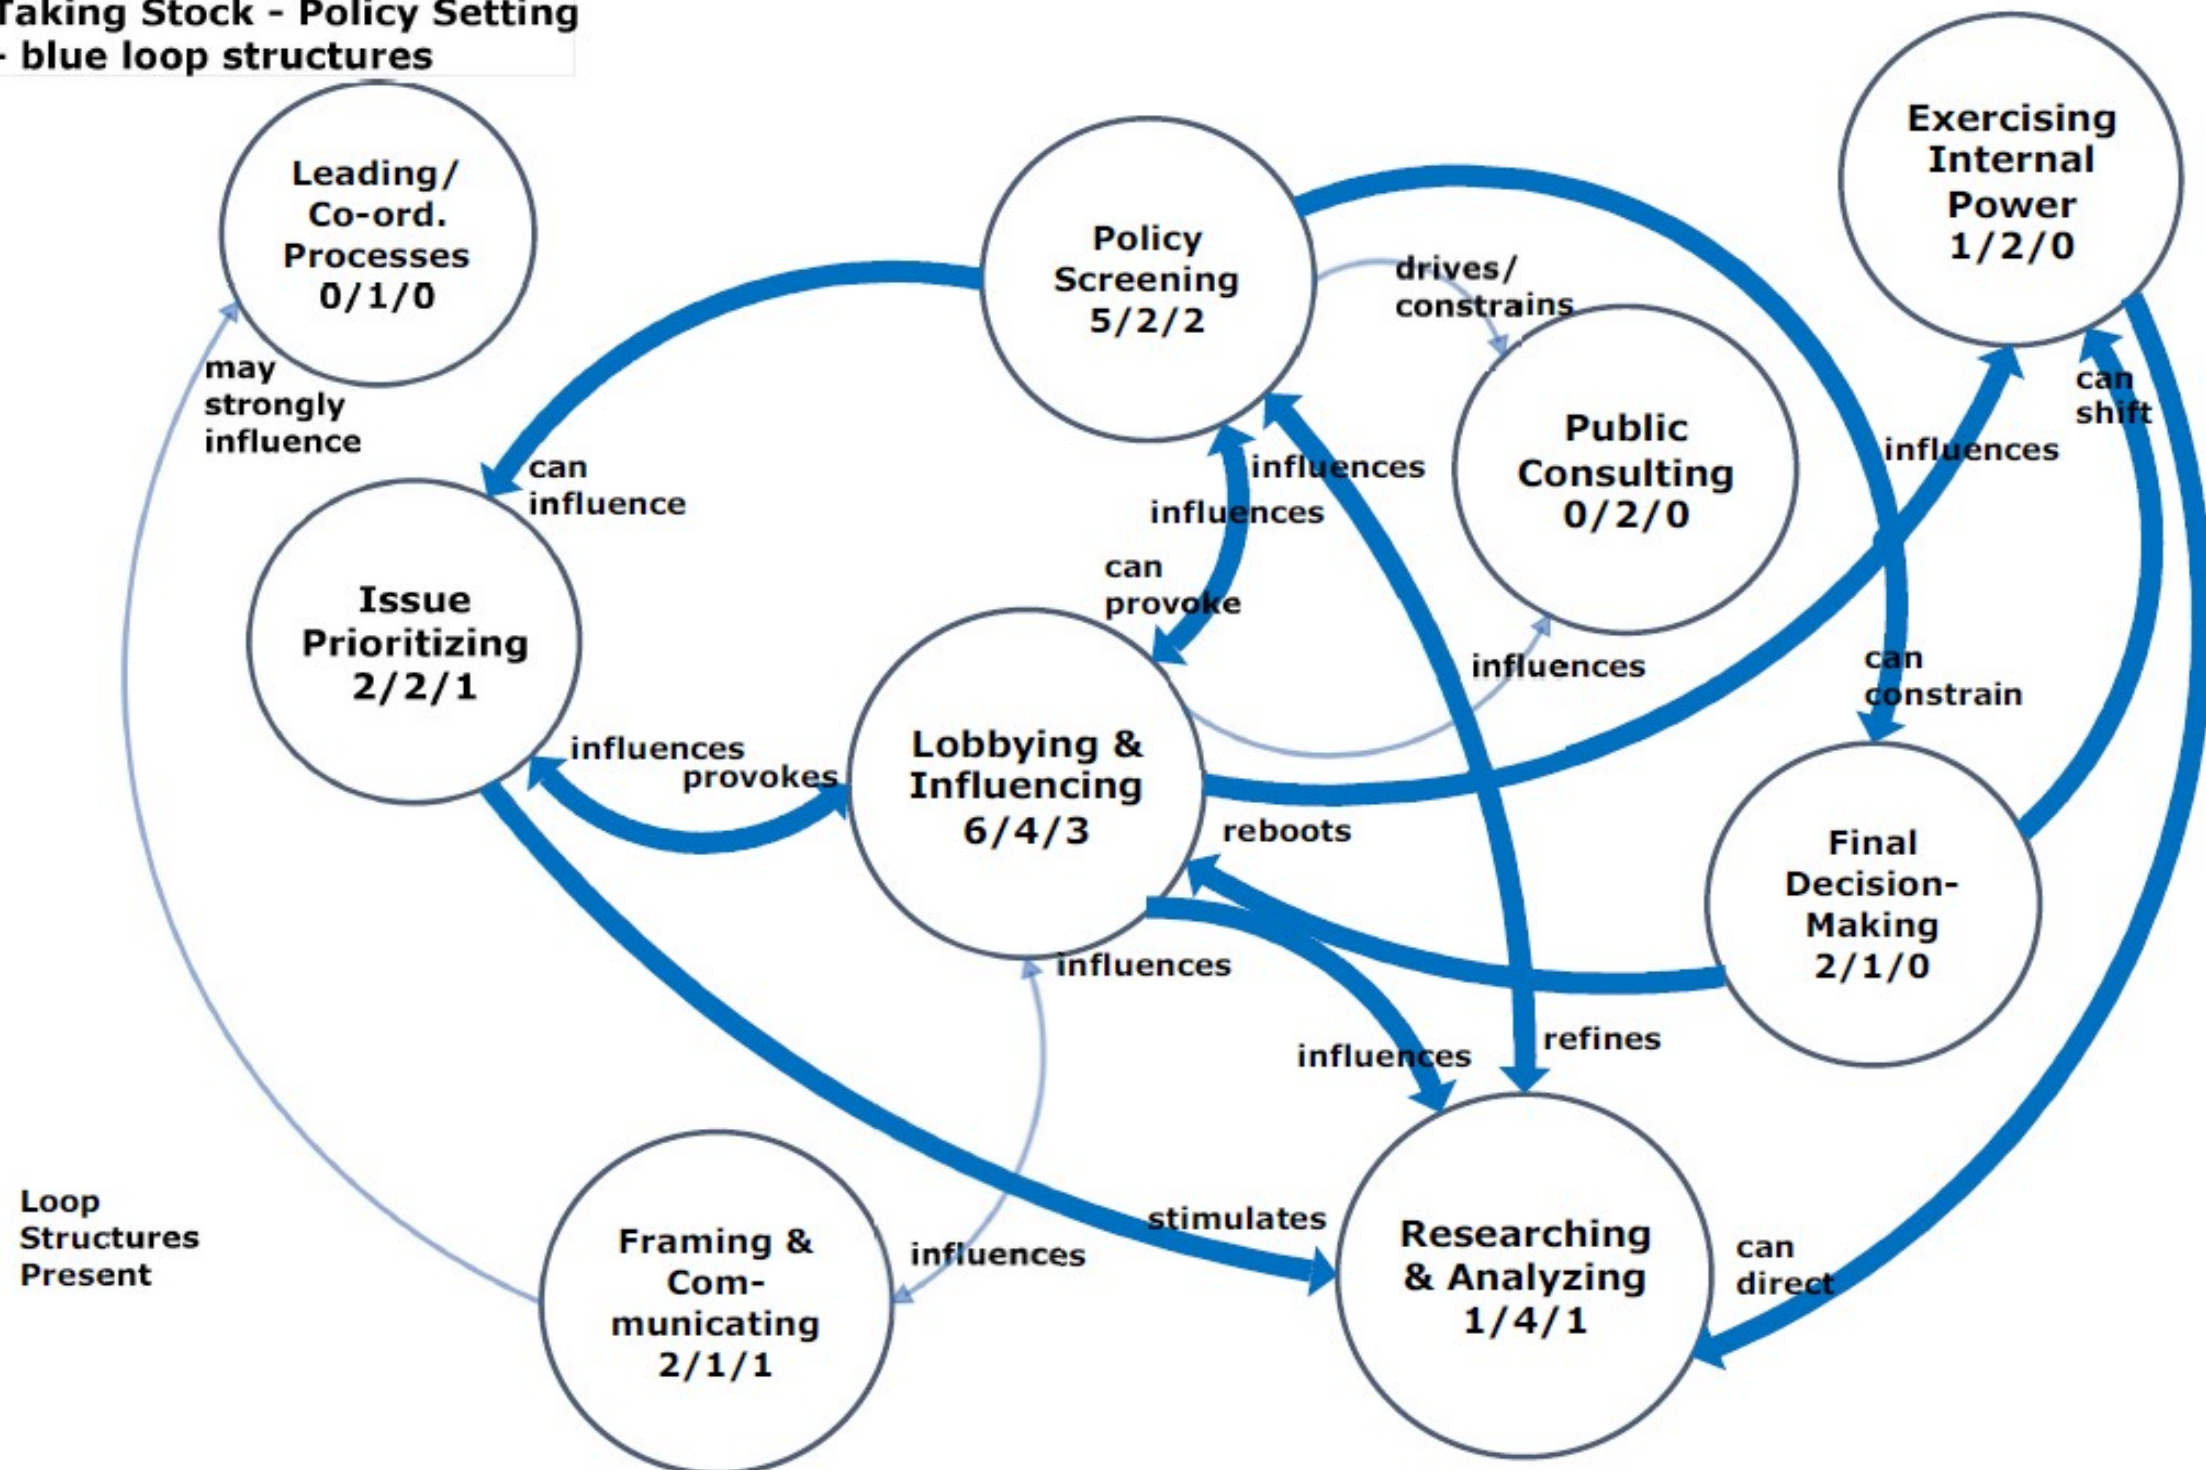 Taking Stock - Policy Setting
- blue loop structures
Leading/
Co-ord.
Processes
0/1/0
may
strongly
influence
Policy
Screening
5/2/2
Exercising
Internal
Power
1/2/0
drives/
constrains
Public
Consulting
0/2/0
can
shift
influences
can
influence
influences
influences
can
provoke
Issue
Prioritizing
2/2/1
influences
can
constrain
influences
provokes
Lobbying &
Influencing
6/4/3
reboots
Final
Decision-
Making
2/1/0
influences
influences
refines
Loop
Structures
Present
Framing &
Com-
municating
2/1/1
influences
stimulates
Researching
& Analyzing
1/4/1
can
direct